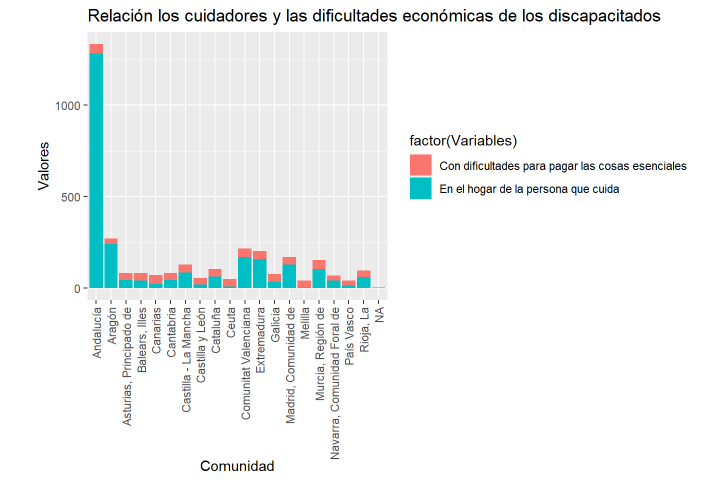 Relación los cuidadores y las dificultades económicas de los discapacitados
Valores
1000
500
0
Andalucía
Aragón
Asturias, Principado de
Balears, Illes
Canarias
Cantabria
Castilla - La Mancha
Castilla y León
Cataluña
Ceuta
Comunitat Valenciana
Extremadura
Galicia
Madrid, Comunidad de
Melilla
Murcia, Región de
Navarra, Comunidad Foral de
País Vasco
Rioja, La
NA
Comunidad
factor(Variables)
Con dificultades para pagar las cosas esenciales
En el hogar de la persona que cuida